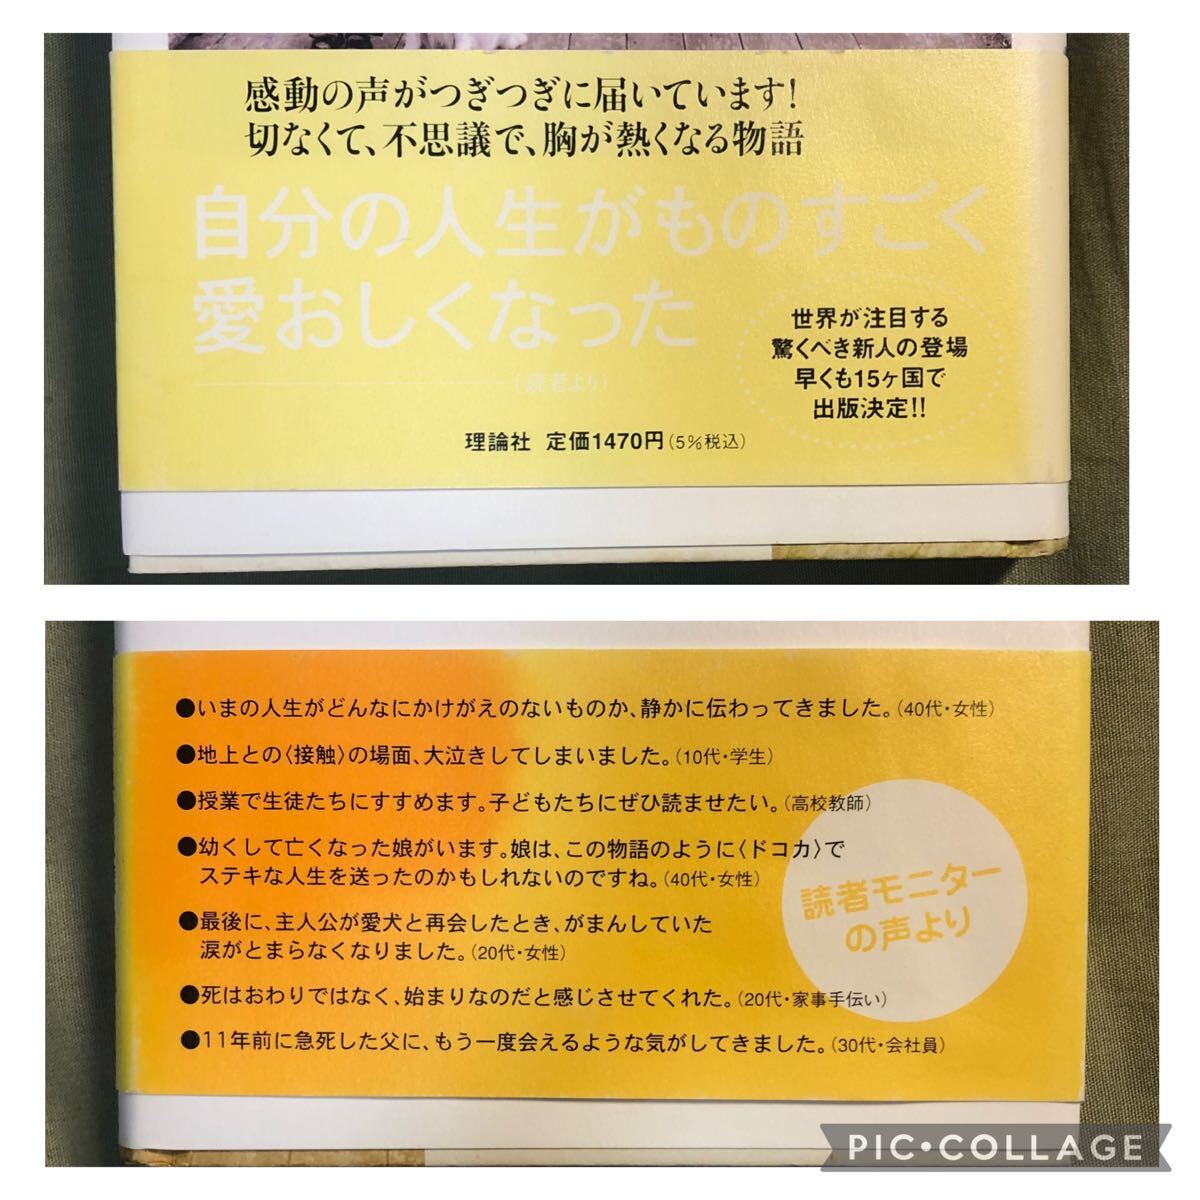 感動の声がつぎつぎに届いています!
切なくて、不思議で、胸が熱くなる物語
自分の人生がものすごく
愛おしくなった
(読者より)
世界が注目する
驚くべき新人の登場
早くも15ヶ国で
出版決定!!
理論社 定価1470円(5%税込)
●いまの人生がどんなにかけがえのないものか、静かに伝わってきました。(40代・女性)
●地上との〈接触〉の場面、大泣きしてしまいました。(10代・学生)
●授業で生徒たちにすすめます。子どもたちにぜひ読ませたい。(高校教師)
●幼くして亡くなった娘がいます。娘は、この物語のように〈ドコカ〉で
ステキな人生を送ったのかもしれないのですね。(40代・女性)
●最後に、主人公が愛犬と再会したとき、がまんしていた
涙がとまらなくなりました。(20代・女性)
●死はおわりではなく、始まりなのだと感じさせてくれた。(20代・家事手伝い)
●11年前に急死した父に、もう一度会えるような気がしてきました。(30代・会社員)
読者モニター
の声より
PIC•COLLAGE